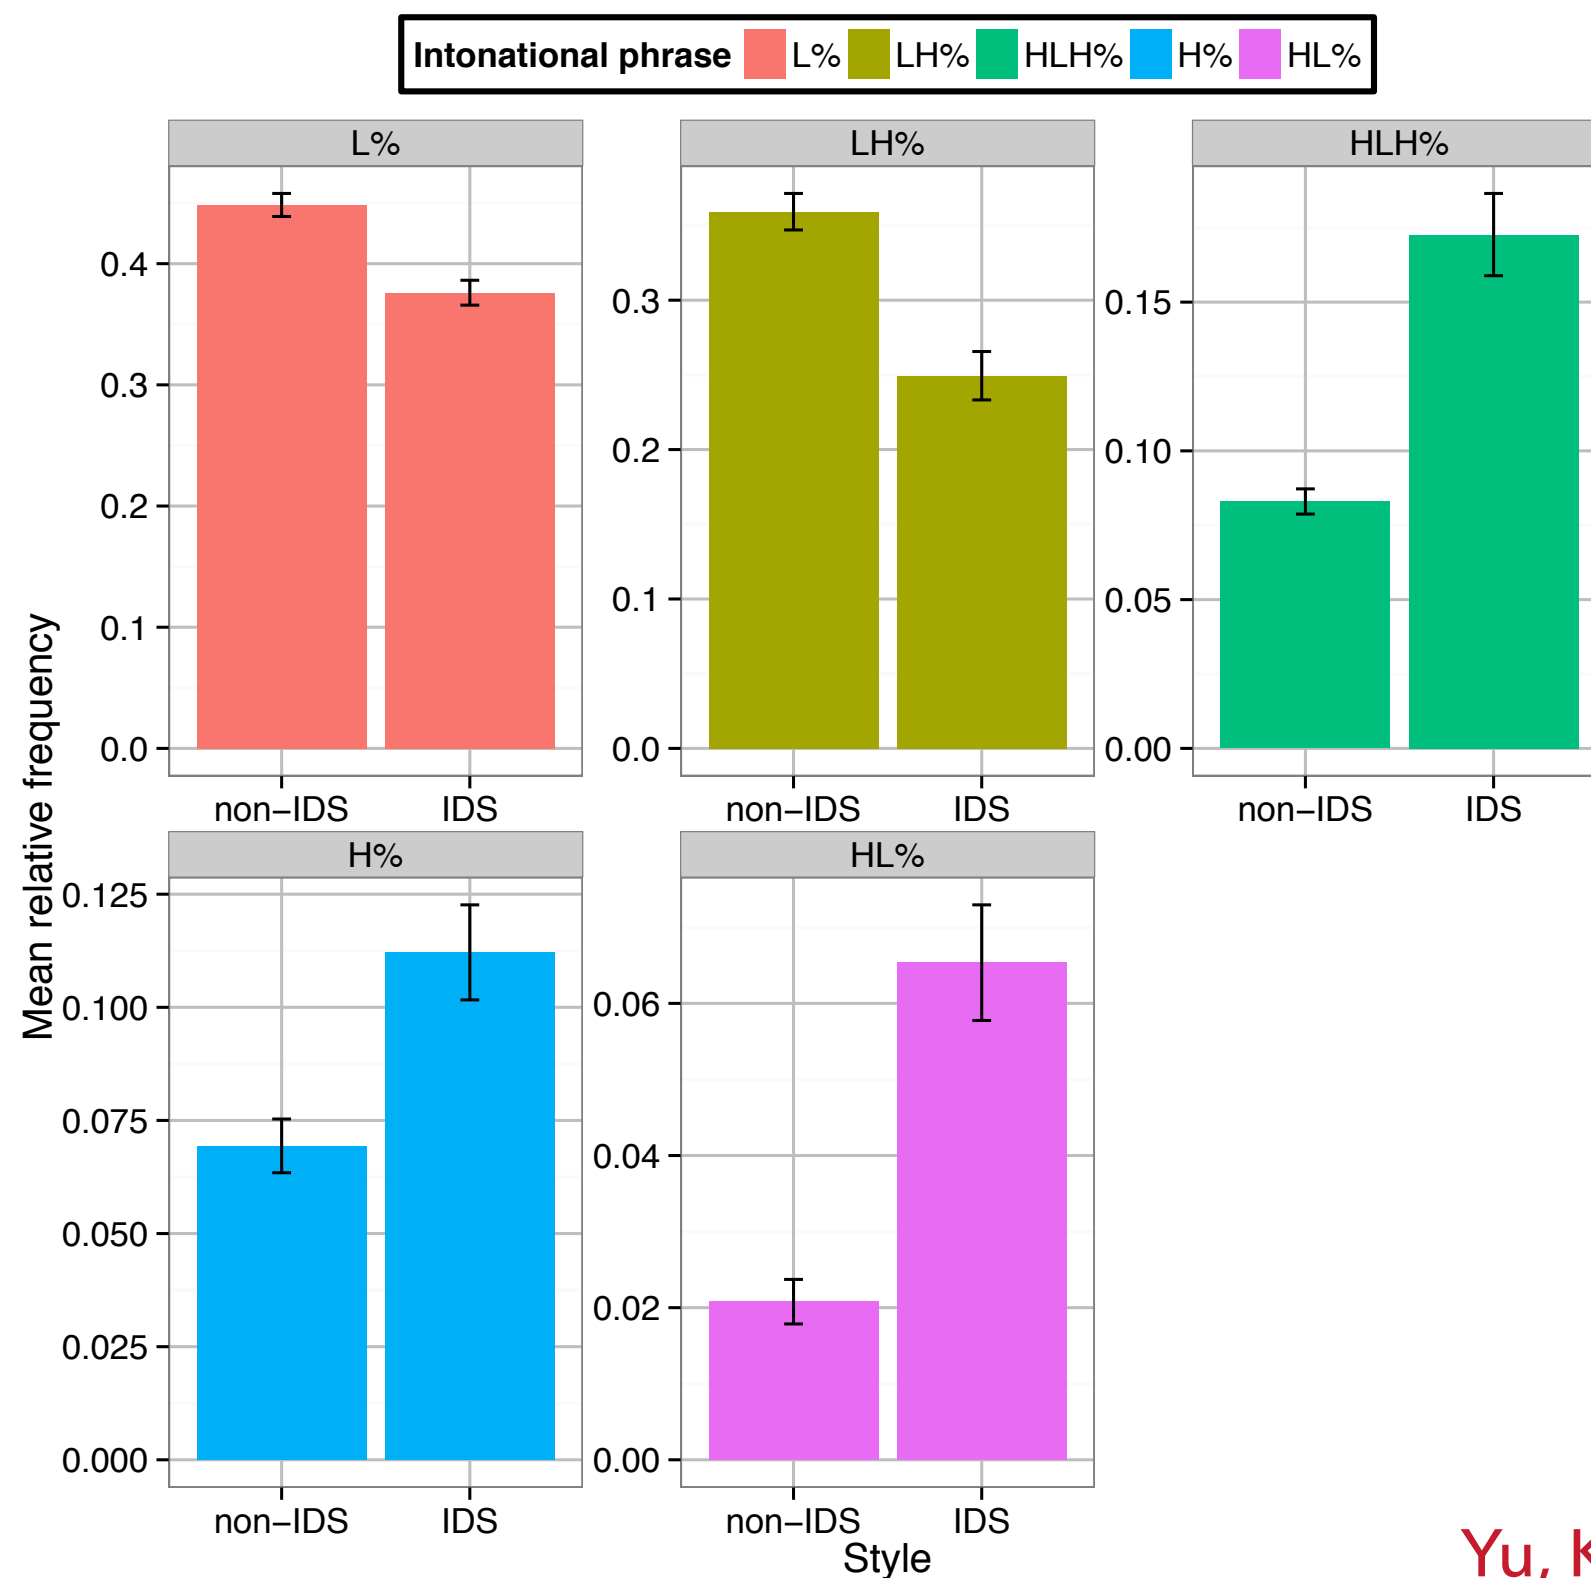 Intonational phrase L% LH% HLH% H% HL%
L% LH% HLH%
0.4
0.3
0.2
0.1
0.0
0.3
0.2
0.1
0.0
0.15
0.10
0.05
0.00
non−IDS IDS non−IDS IDS non−IDS IDS
Mean relative frequency
H% HL%
0.125
0.100
0.075
0.050
0.025
0.000
0.06
0.04
0.02
0.00
non−IDS IDS non−IDS IDS
Style
Yu,